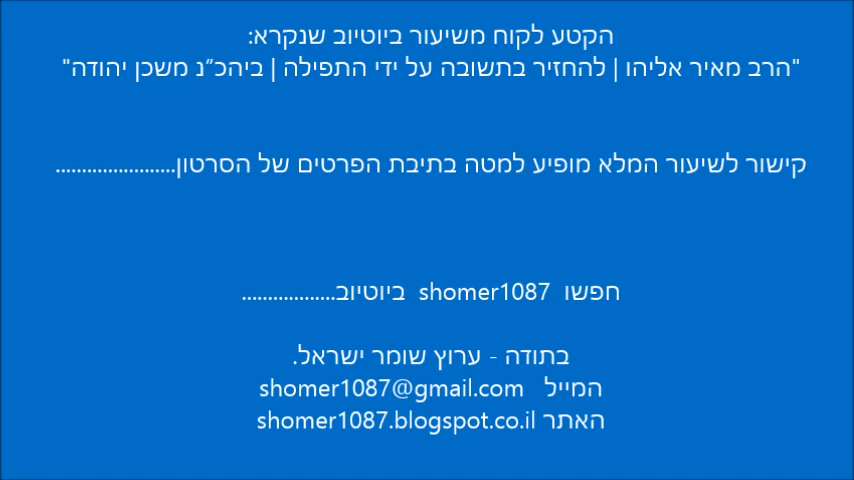 הקטע לקוח משיעור ביוטיוב שנקרא:
"הרב מאיר אליהו | להחזיר בתשובה על ידי התפילה | ביהכ״נ משכן יהודה"
קישור לשיעור המלא מופיע למטה בתיבת הפרטים של הסרטון.......................
חפשו shomer1087 ביוטיוב..................
בתודה - ערוץ שומר ישראל.
המייל shomer1087@gmail.com
האתר shomer1087.blogspot.co.il